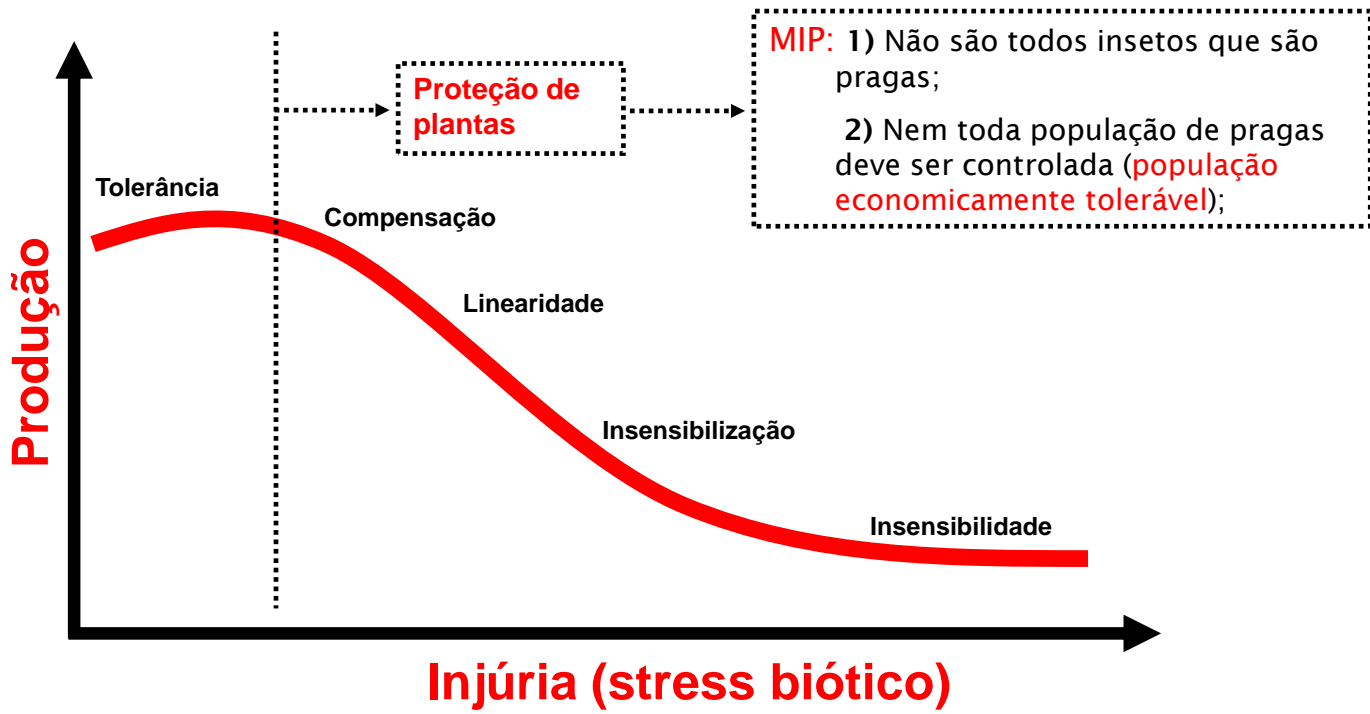 MIP: 1) Não são todos insetos que são
pragas;
2) Nem toda população de pragas
deve ser controlada (população
economicamente tolerável);
Proteção de
plantas
Tolerância
Compensação
Linearidade
Insensibilização
Insensibilidade
Produção
Injúria (stress biótico)